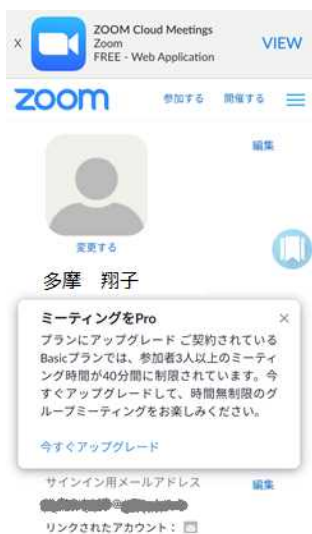 ZOOM Cloud Meetings
Zoom
FREE - Web Application
x
VIEW
zoom
参加する
開催する
編集
変更する
多摩　翔子
ミーティングをPro
×
プランにアップグレード ご契約されている
Basicプランでは、参加者3人以上のミーティ
ング時間が40分間に制限されています。今
すぐアップグレードして、時間無制限のグ
ループミーティングをお楽しみください。
今すぐアップグレード
サインイン用メールアドレス
編集
リンクされたアカウント：